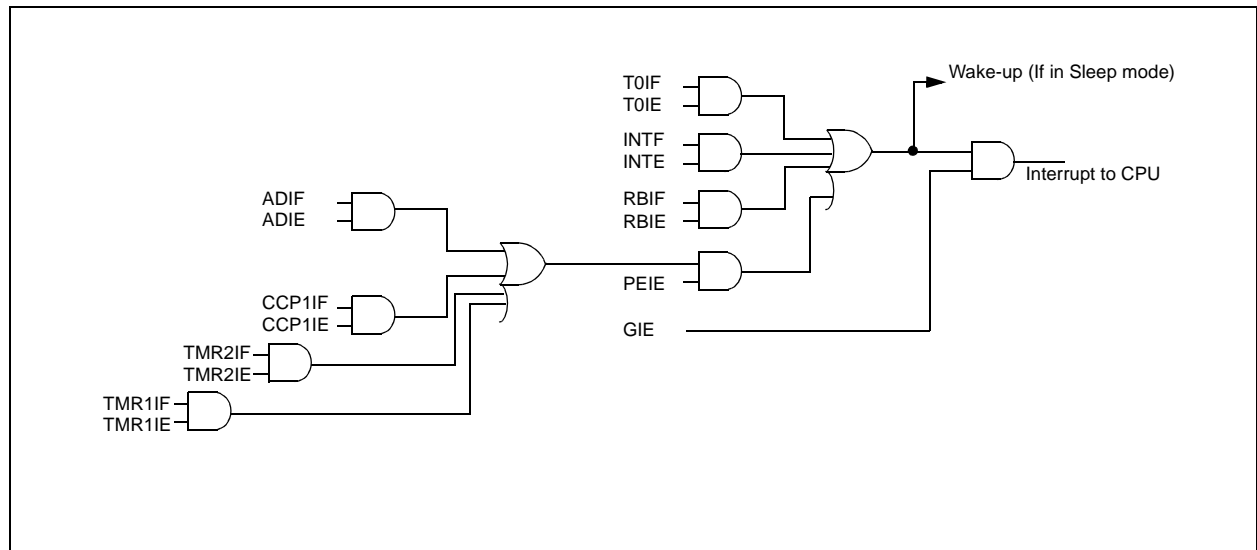 Wake-up (If in Sleep mode)
T0IF
T0IE
INTF
INTE
Interrupt to CPU
RBIF
RBIE
ADIF
ADIE
PEIE
CCP1IF
CCP1IE
GIE
TMR2IF
TMR2IE
TMR1IF
TMR1IE